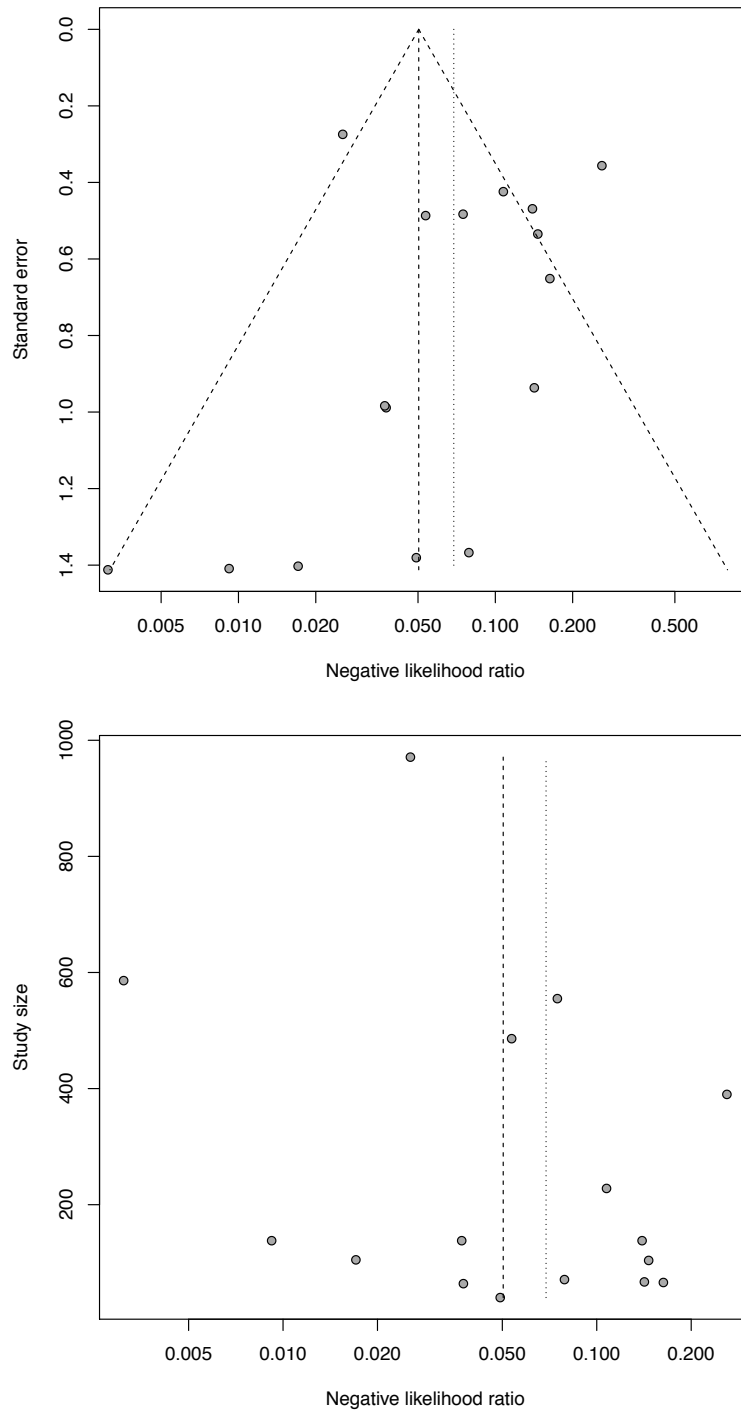 0.0
0.2
0.4
0.6
0.8
1.0
1.2
1.4
Standard error
0.005 0.010 0.020 0.050 0.100 0.200 0.500
Negative likelihood ratio
1000
800
600
400
200
Study size
0.005 0.010 0.020 0.050 0.100 0.200
Negative likelihood ratio